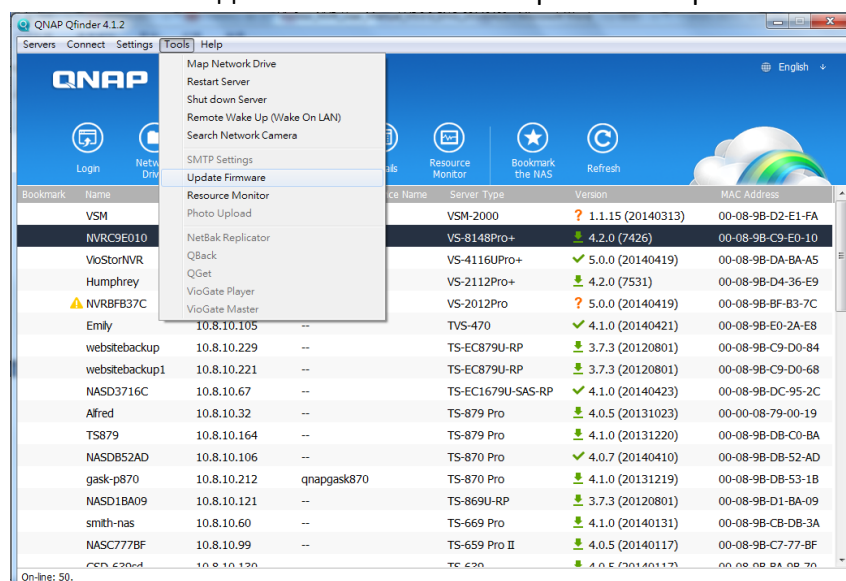 QNAP Qfinder 4.1.2
Servers Connect Settings Tools Help
QNAP
English
Map Network Drive
Restart Server
Shut down Server
Remote Wake Up (Wake On LAN)
Search Network Camera
SMTP Settings
Update Firmware
Resource Monitor
Photo Upload
NetBak Replicator
QBack
QGet
VioGate Player
VioGate Master
Login
Resource Monitor
Bookmark the NAS
Refresh
Bookmark Name Name Server Type Version MAC Address
VSM VSM-2000 ? 1.1.15 (20140313) 00-08-9B-D2-E1-FA
NVRC9E010 VS-8148Pro+ 4.2.0 (7426) 00-08-9B-C9-E0-10
VioStorNVR VS-4116UPro+ 5.0.0 (20140419) 00-08-9B-DA-BA-A5
Humphrey VS-2112Pro+ 4.2.0 (7531) 00-08-9B-D4-36-E9
NVRBFB37C VS-2012Pro ? 5.0.0 (20140419) 00-08-9B-BF-B3-7C
Emily 10.8.10.105 -- TVS-470 4.1.0 (20140421) 00-08-9B-E0-2A-E8
websitebackup 10.8.10.229 -- TS-EC879U-RP 3.7.3 (20120801) 00-08-9B-C9-D0-84
websitebackup1 10.8.10.221 -- TS-EC879U-RP 3.7.3 (20120801) 00-08-9B-C9-D0-68
NASD3716C 10.8.10.67 -- TS-EC1679U-SAS-RP 4.1.0 (20140423) 00-08-9B-DC-95-2C
Alfred 10.8.10.32 -- TS-879 Pro 4.0.5 (20131023) 00-00-08-79-00-19
TS879 10.8.10.164 -- TS-879 Pro 4.1.0 (20131220) 00-08-9B-DB-C0-BA
NASDB52AD 10.8.10.106 -- TS-870 Pro 4.0.7 (20140410) 00-08-9B-DB-52-AD
gask-p870 10.8.10.212 qnapgask870 TS-870 Pro 4.1.0 (20131219) 00-08-9B-DB-53-1B
NASD1BA09 10.8.10.121 -- TS-869U-RP 3.7.3 (20120801) 00-08-9B-D1-BA-09
smith-nas 10.8.10.60 -- TS-669 Pro 4.1.0 (20140131) 00-08-9B-CB-DB-3A
NASC777BF 10.8.10.99 -- TS-659 Pro II 4.0.5 (20140117) 00-08-9B-C7-77-BF
On-line: 50.